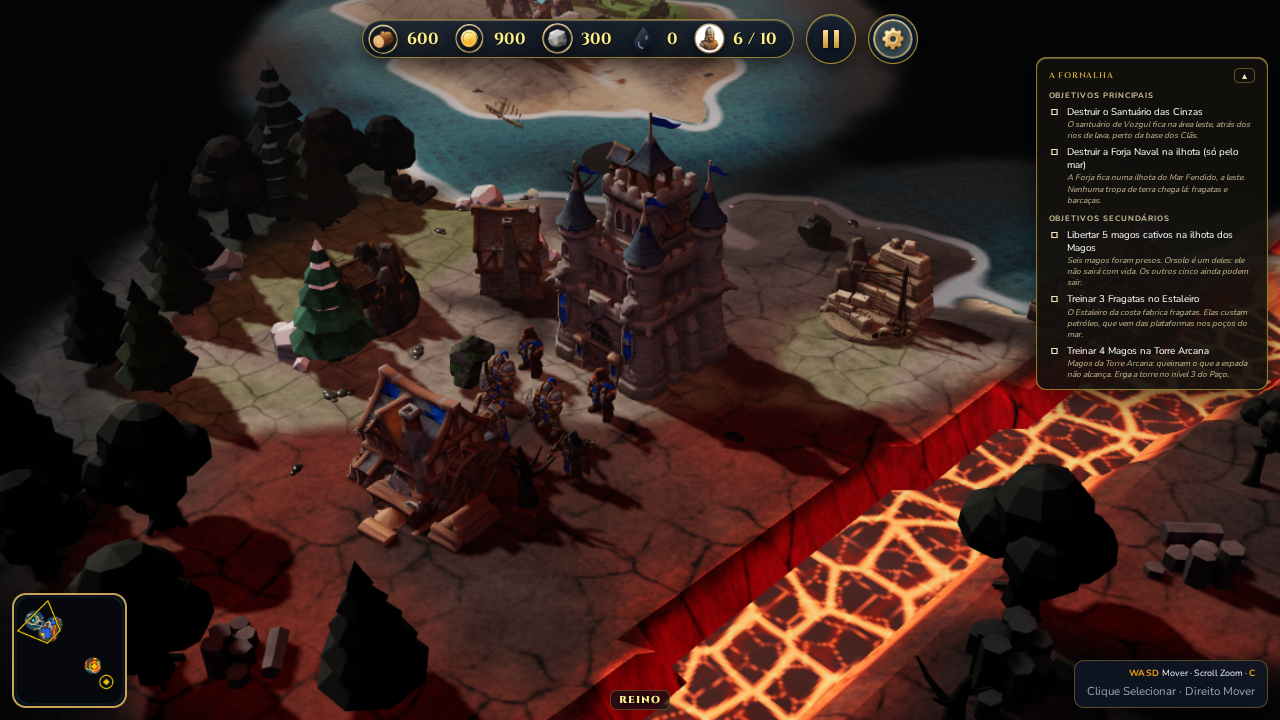 600
900
300
0
6 / 10
A FORNALHA
▲
OBJETIVOS PRINCIPAIS
Destruir o Santuário das Cinzas
O santuário de Vozgul fica na área leste, atrás dos
rios de lava, perto da base dos Clãs.
Destruir a Forja Naval na ilhota (só pelo
mar)
A Forja fica numa ilhota do Mar Fendido, a leste.
Nenhuma tropa de terra chega lá: fragatas e
barcaças.
OBJETIVOS SECUNDÁRIOS
Libertar 5 magos cativos na ilhota dos
Magos
Seis magos foram presos. Orsolo é um deles: ele
não sairá com vida. Os outros cinco ainda podem
sair.
Treinar 3 Fragatas no Estaleiro
O Estaleiro da costa fabrica fragatas. Elas custam
petróleo, que vem das plataformas nos poços do
mar.
Treinar 4 Magos na Torre Arcana
Magos da Torre Arcana: queimam o que a espada
não alcança. Erga a torre no nível 3 do Paço.
REINO
WASD Mover · Scroll Zoom · C
Clique Selecionar · Direito Mover